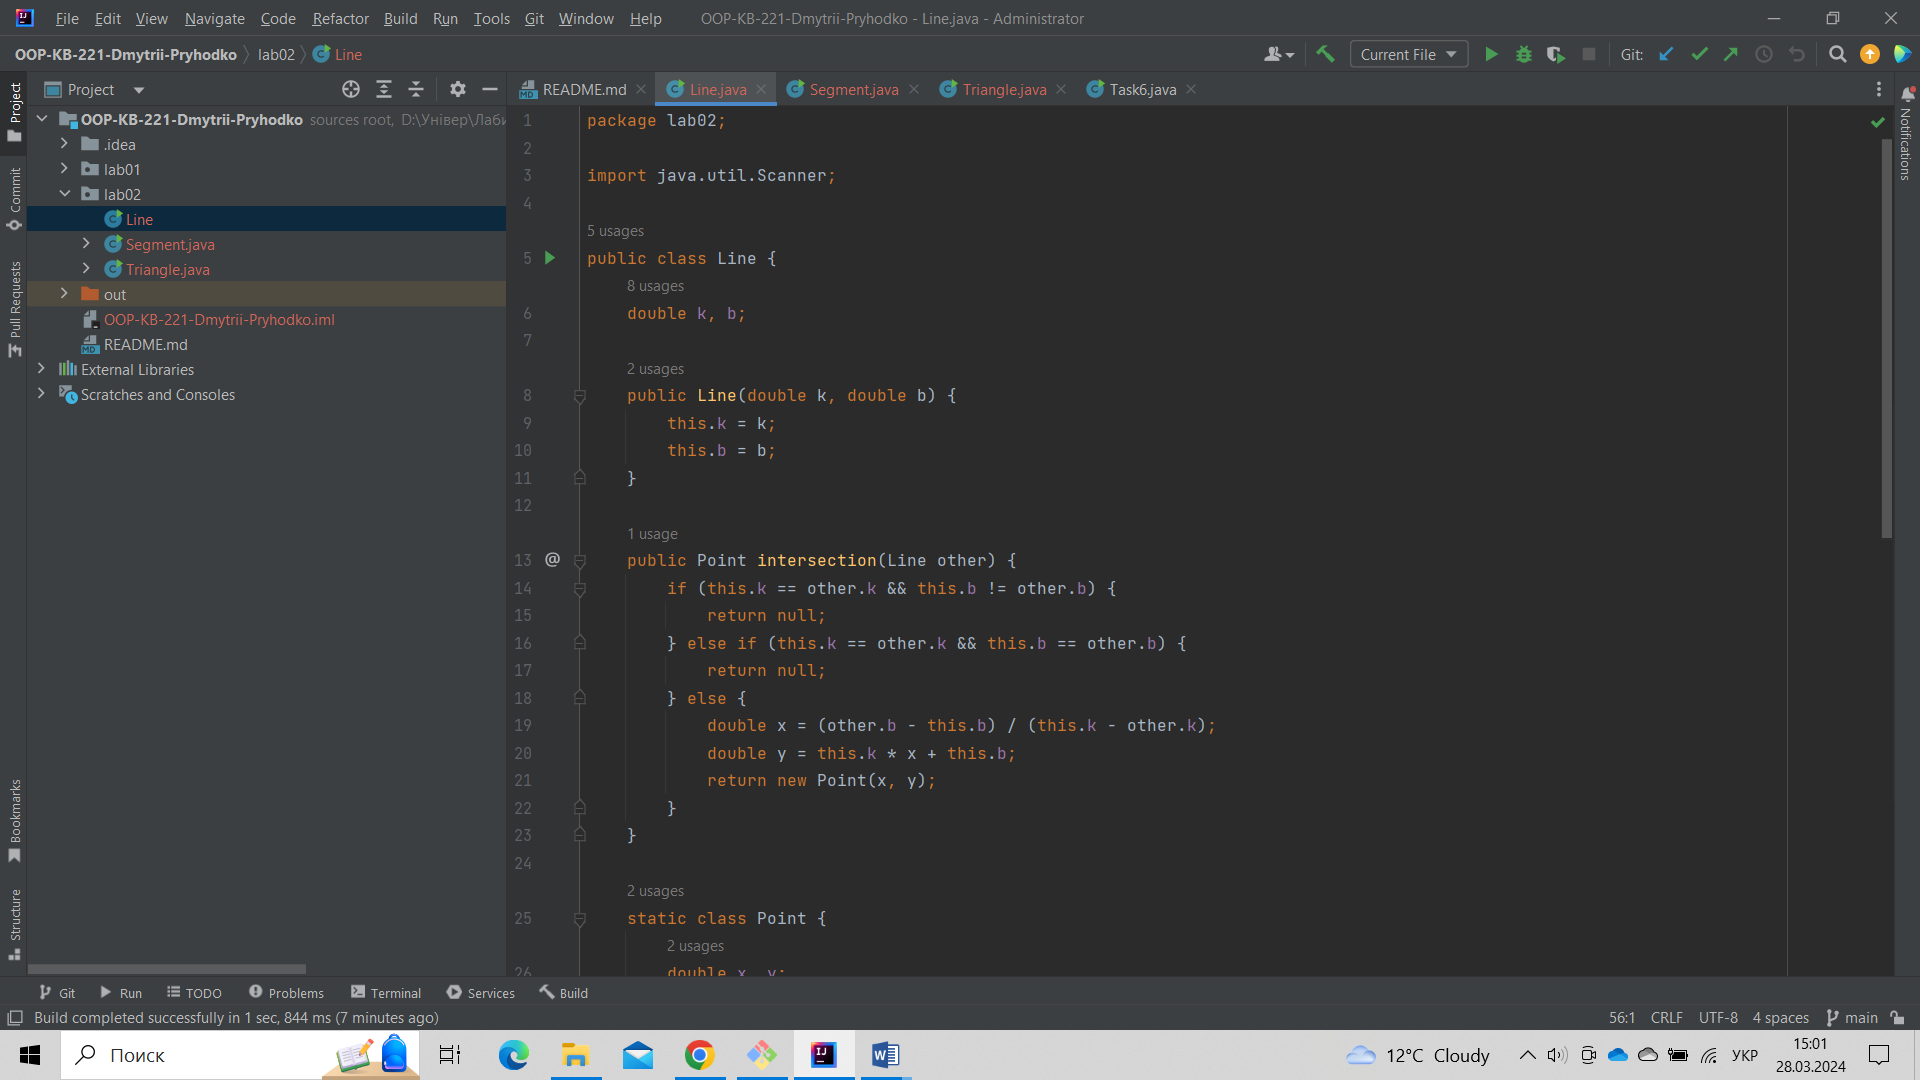 File Edit View Navigate Code Refactor Build Run Tools Git Window Help OOP-KB-221-Dmytrii-Pryhodko - Line.java - Administrator
OOP-KB-221-Dmytrii-Pryhodko lab02 Line Current File Git:
Project
README.md Line.java Segment.java Triangle.java Task6.java
OOP-KB-221-Dmytrii-Pryhodko sources root, D:\Універ\Лаби
.idea
lab01
lab02
Line
Segment.java
Triangle.java
out
OOP-KB-221-Dmytrii-Pryhodko.iml
README.md
External Libraries
Scratches and Consoles
Project
Commit
Pull Requests
Bookmarks
Structure
Notifications
1 package lab02;
2
3 import java.util.Scanner;
4
5 usages
5 public class Line {
8 usages
6 double k, b;
7
2 usages
8 public Line(double k, double b) {
9 this.k = k;
10 this.b = b;
11 }
12
1 usage
13 @ public Point intersection(Line other) {
14 if (this.k == other.k && this.b != other.b) {
15 return null;
16 } else if (this.k == other.k && this.b == other.b) {
17 return null;
18 } else {
19 double x = (other.b - this.b) / (this.k - other.k);
20 double y = this.k * x + this.b;
21 return new Point(x, y);
22 }
23 }
24
2 usages
25 static class Point {
2 usages
26 double x, y;
Git Run TODO Problems Terminal Services Build
Build completed successfully in 1 sec, 844 ms (7 minutes ago) 56:1 CRLF UTF-8 4 spaces main
Поиск 12°C Cloudy УКР 15:01
28.03.2024